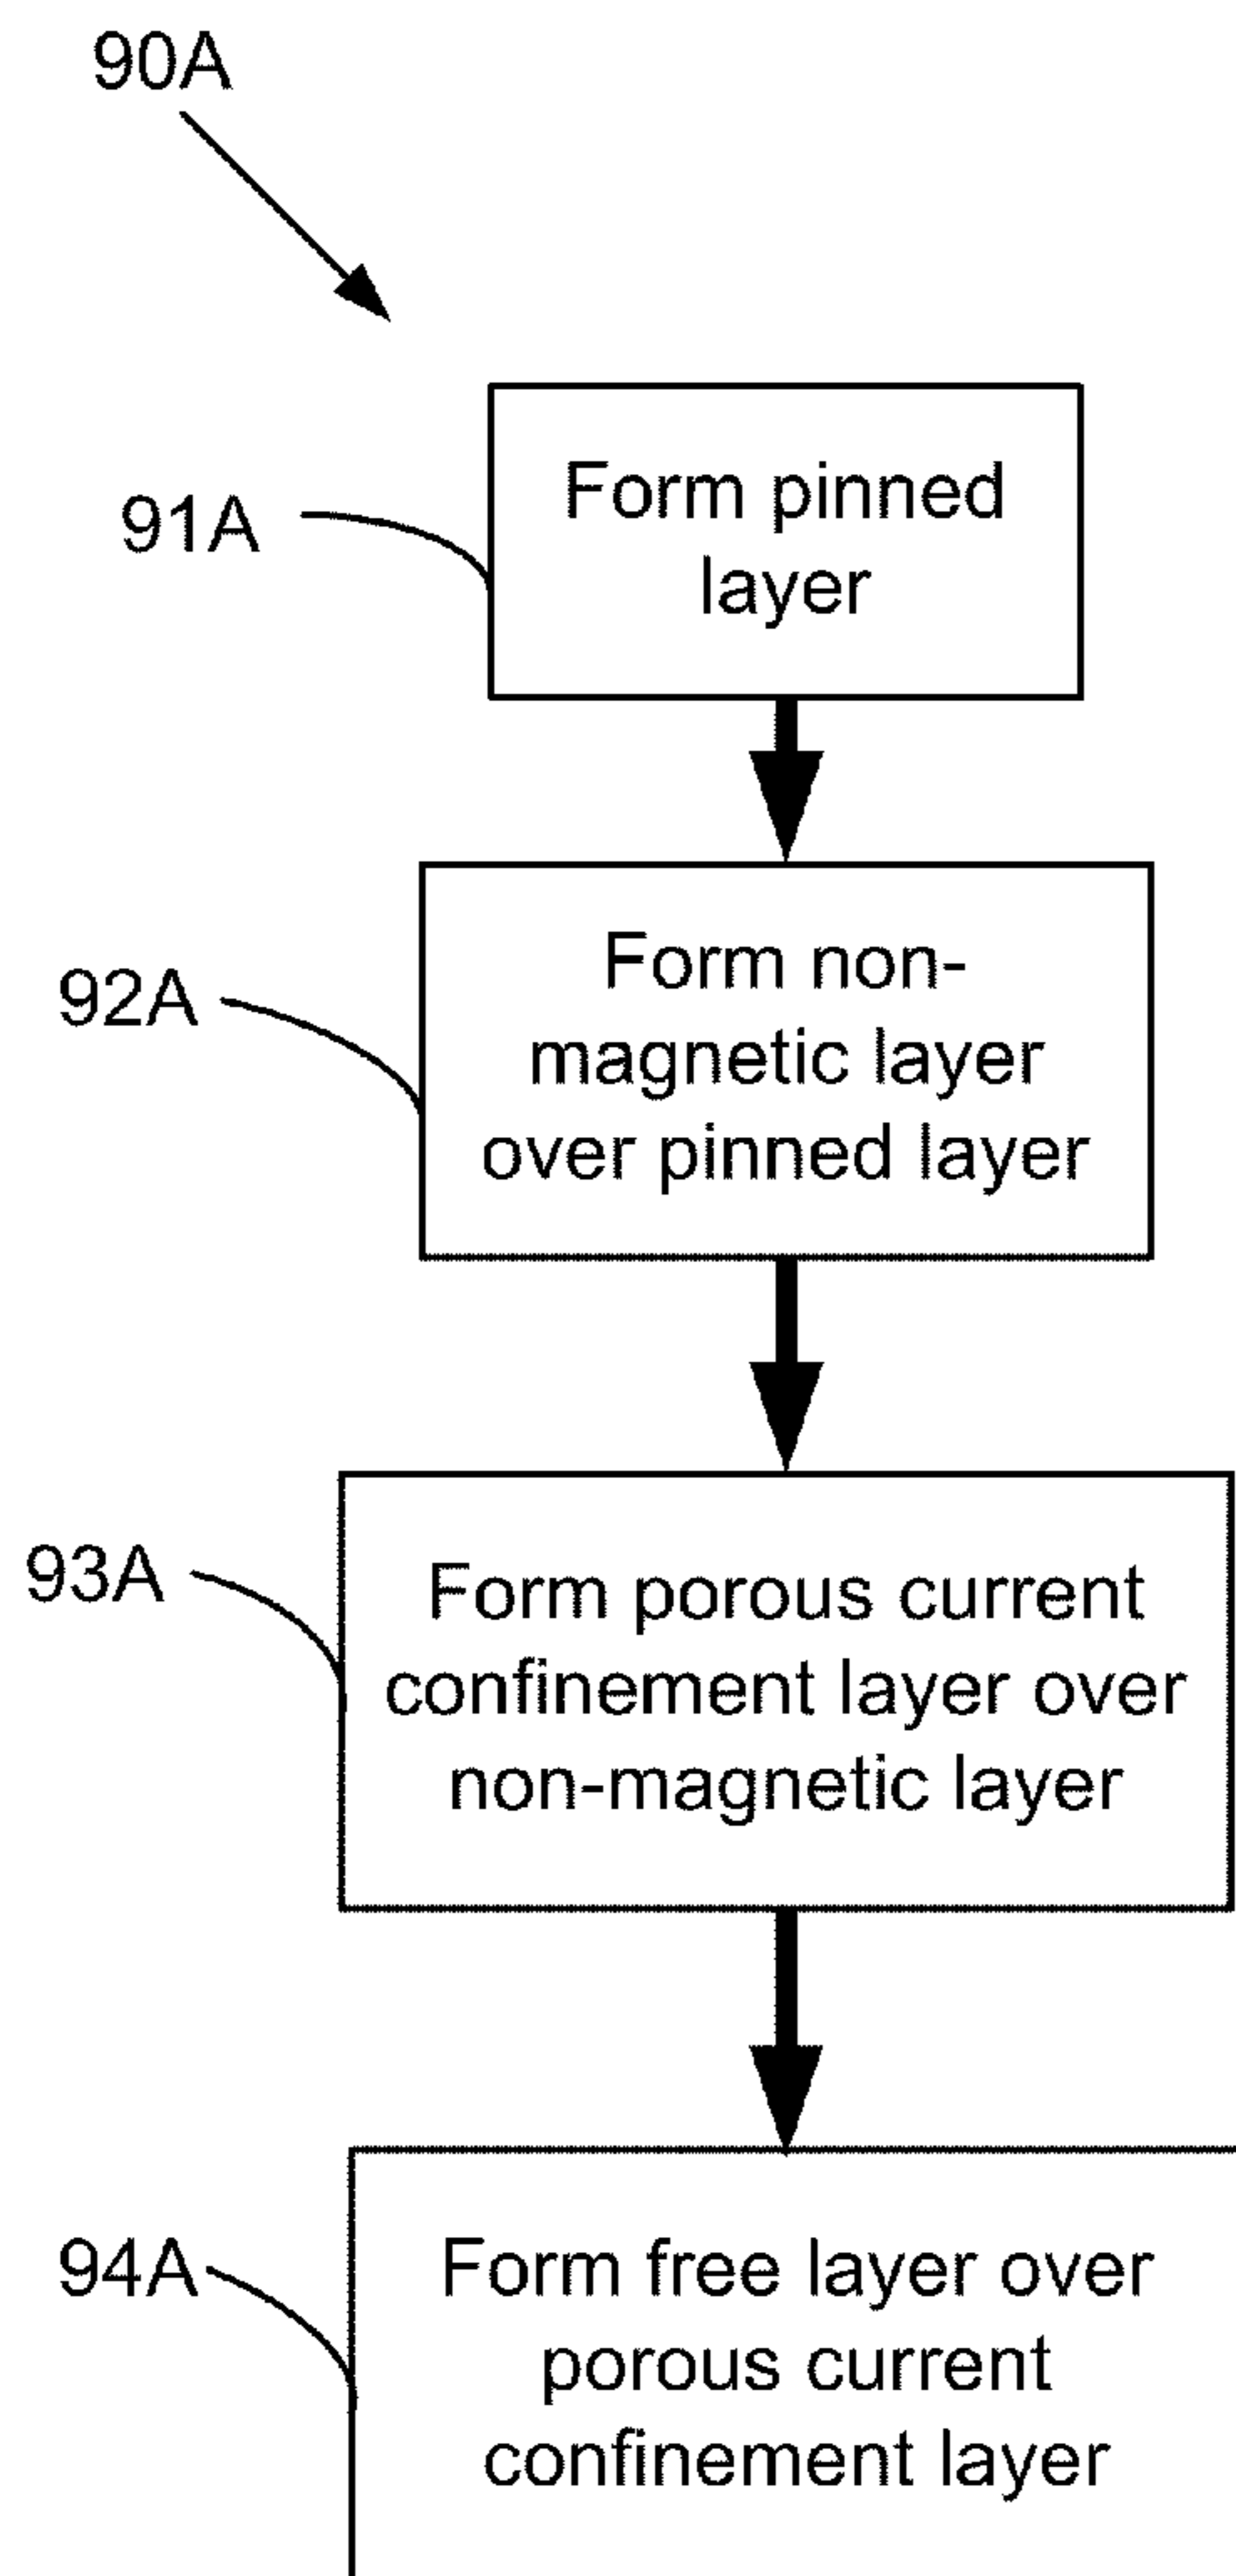 90A
91A
Form pinned
layer
92A
Form non-
magnetic layer
over pinned layer
93A
Form porous current
confinement layer over
non-magnetic layer
94A
Form free layer over
porous current
confinement layer